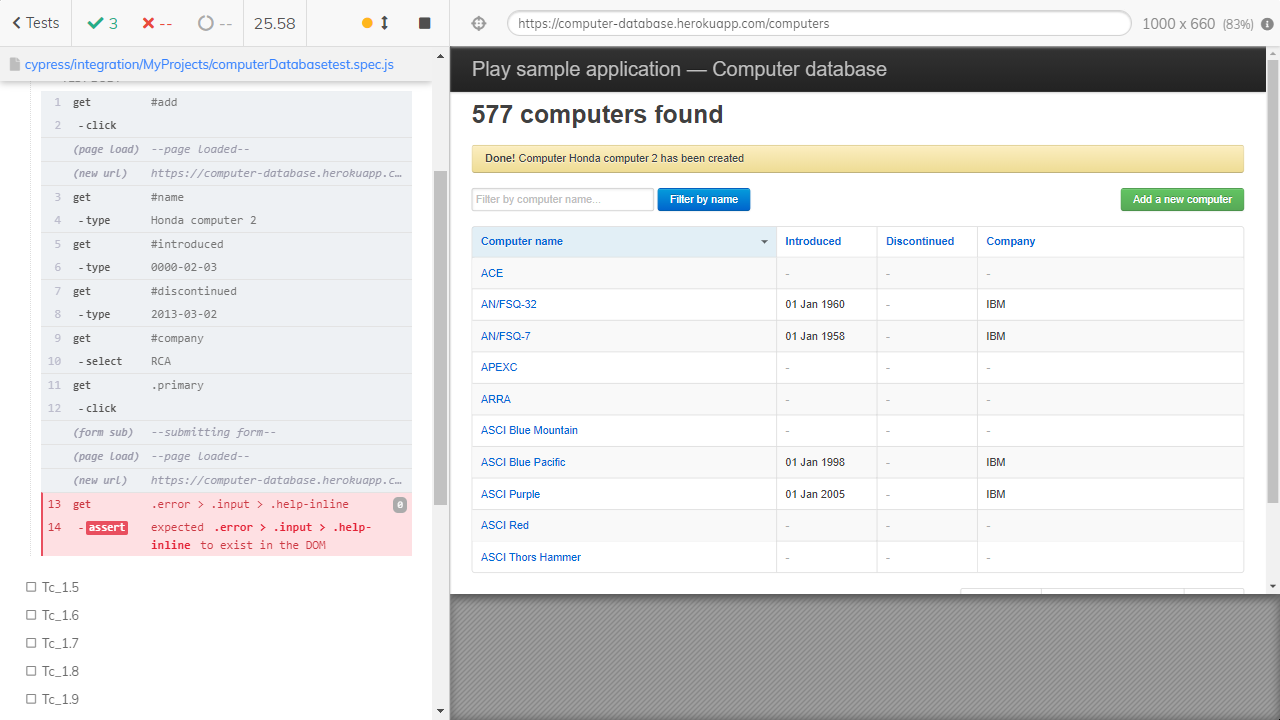 Tests
3
--
--
25.58
https://computer-database.herokuapp.com/computers
1000 x 660 (83%)
cypress/integration/MyProjects/computerDatabasetest.spec.js
1 get #add
2 -click
(page load) --page loaded--
(new url) https://computer-database.herokuapp.c…
3 get #name
4 -type Honda computer 2
5 get #introduced
6 -type 0000-02-03
7 get #discontinued
8 -type 2013-03-02
9 get #company
10 -select RCA
11 get .primary
12 -click
(form sub) --submitting form--
(page load) --page loaded--
(new url) https://computer-database.herokuapp.c…
13 get .error > .input > .help-inline 0
14 -assert expected .error > .input > .help-
inline to exist in the DOM
Tc_1.5
Tc_1.6
Tc_1.7
Tc_1.8
Tc_1.9
Play sample application — Computer database
577 computers found
Done! Computer Honda computer 2 has been created
Filter by computer name... Filter by name Add a new computer
Computer name Introduced Discontinued Company
ACE - - -
AN/FSQ-32 01 Jan 1960 - IBM
AN/FSQ-7 01 Jan 1958 - IBM
APEXC - - -
ARRA - - -
ASCI Blue Mountain - - -
ASCI Blue Pacific 01 Jan 1998 - IBM
ASCI Purple 01 Jan 2005 - IBM
ASCI Red - - -
ASCI Thors Hammer - - -